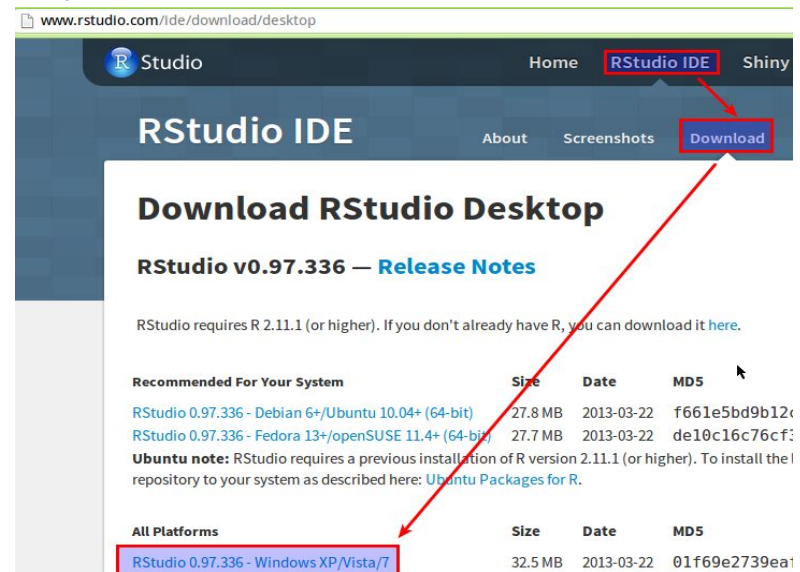 www.rstudio.com/ide/download/desktop
R Studio Home RStudio IDE Shiny
RStudio IDE About Screenshots Download
Download RStudio Desktop
RStudio v0.97.336 — Release Notes
RStudio requires R 2.11.1 (or higher). If you don't already have R, you can download it here.
Recommended For Your System Size Date MD5
RStudio 0.97.336 - Debian 6+/Ubuntu 10.04+ (64-bit) 27.8 MB 2013-03-22 f661e5bd9b12
RStudio 0.97.336 - Fedora 13+/openSUSE 11.4+ (64-bit) 27.7 MB 2013-03-22 de10c16c76cf3
Ubuntu note: RStudio requires a previous installation of R version 2.11.1 (or higher). To install the
repository to your system as described here: Ubuntu Packages for R.
All Platforms Size Date MD5
RStudio 0.97.336 - Windows XP/Vista/7 32.5 MB 2013-03-22 01f69e2739ea